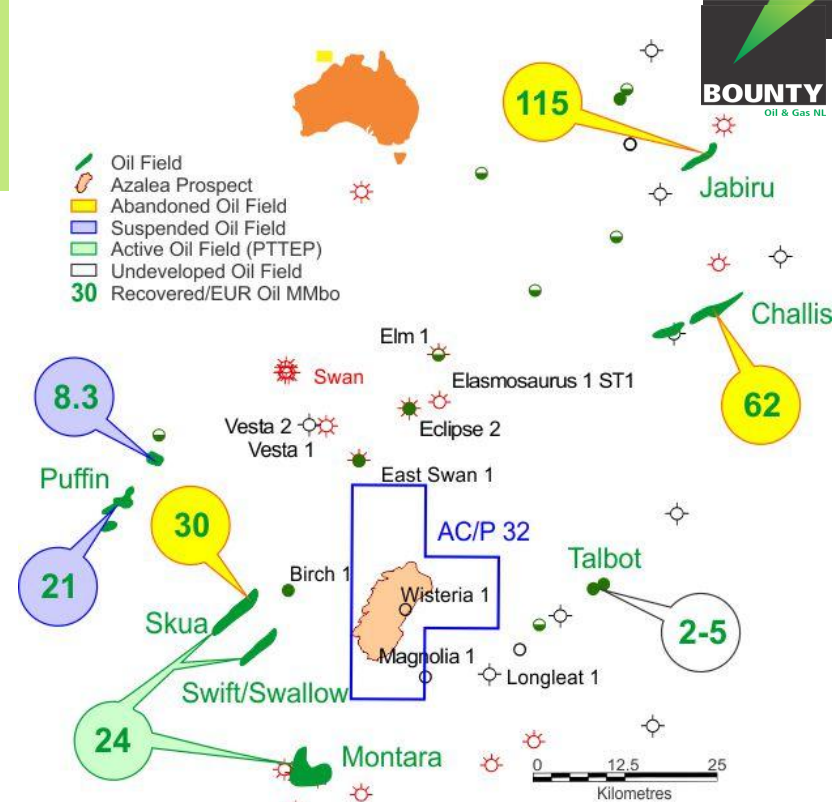 BOUNTY
Oil & Gas NL
115
Jabiru
Oil Field
Azalea Prospect
Abandoned Oil Field
Suspended Oil Field
Active Oil Field (PTTEP)
Undeveloped Oil Field
30 Recovered/EUR Oil MMbo
Challis
62
Elm 1
Swan
Elasmosaurus 1 ST1
8.3
Vesta 2
Eclipse 2
Vesta 1
Puffin
East Swan 1
30
AC/P 32
21
Birch 1
Talbot
Wisteria 1
Skua
2-5
Magnolia 1
Longleat 1
Swift/Swallow
24
Montara
0 12.5 25
Kilometres